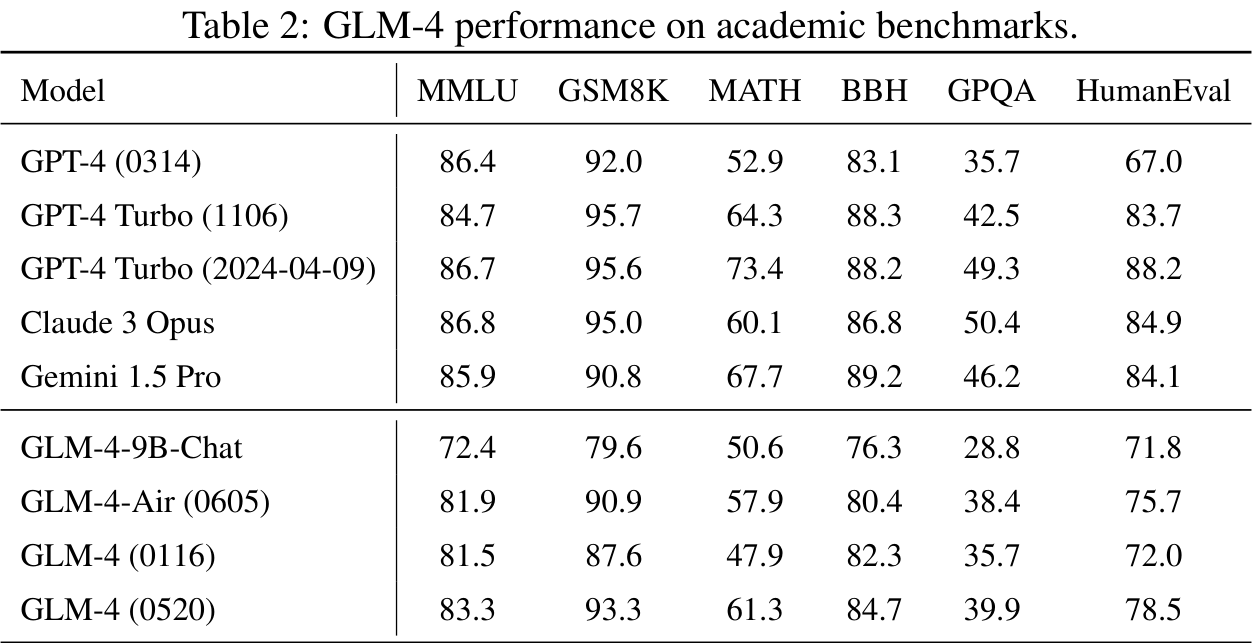 Table 2: GLM-4 performance on academic benchmarks.
Model MMLU GSM8K MATH BBH GPQA HumanEval
GPT-4 (0314) 86.4 92.0 52.9 83.1 35.7 67.0
GPT-4 Turbo (1106) 84.7 95.7 64.3 88.3 42.5 83.7
GPT-4 Turbo (2024-04-09) 86.7 95.6 73.4 88.2 49.3 88.2
Claude 3 Opus 86.8 95.0 60.1 86.8 50.4 84.9
Gemini 1.5 Pro 85.9 90.8 67.7 89.2 46.2 84.1
GLM-4-9B-Chat 72.4 79.6 50.6 76.3 28.8 71.8
GLM-4-Air (0605) 81.9 90.9 57.9 80.4 38.4 75.7
GLM-4 (0116) 81.5 87.6 47.9 82.3 35.7 72.0
GLM-4 (0520) 83.3 93.3 61.3 84.7 39.9 78.5